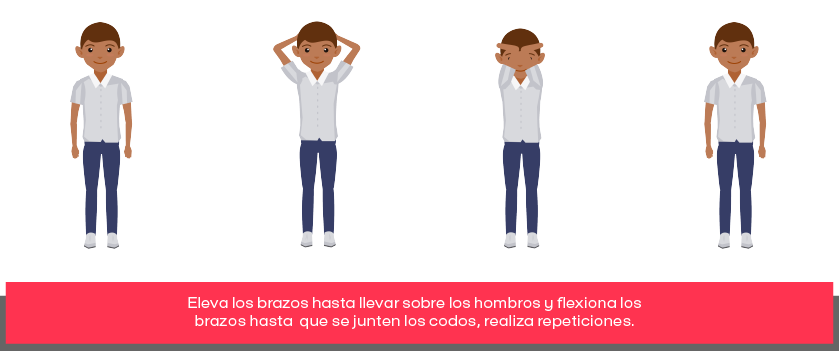 Eleva los brazos hasta llevar sobre los hombros y flexiona los
brazos hasta  que se junten los codos, realiza repeticiones.